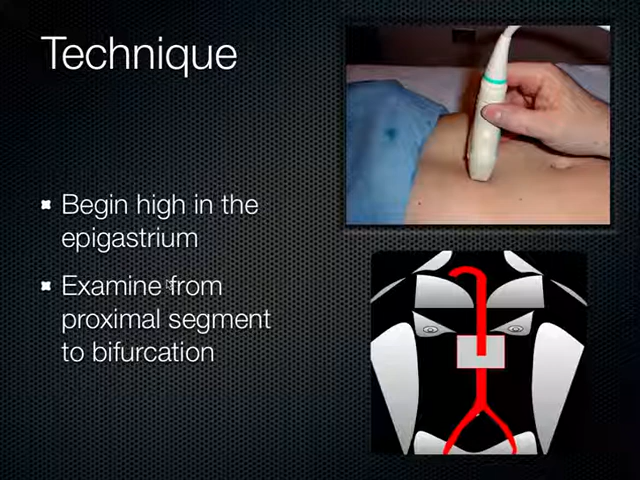 Technique
Begin high in the
epigastrium
Examine from
proximal segment
to bifurcation